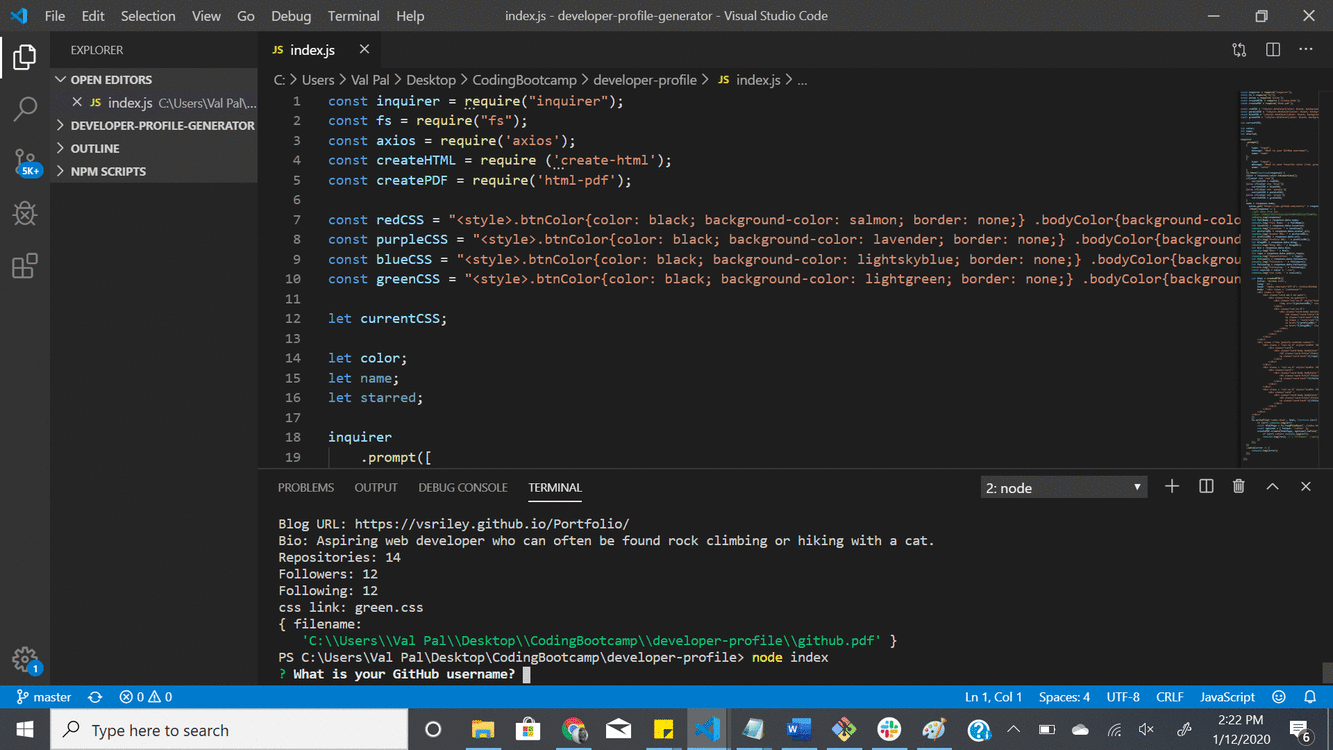 File Edit Selection View Go Debug Terminal Help index.js - developer-profile-generator - Visual Studio Code
EXPLORER
OPEN EDITORS
JS index.js C:\Users\Val Pal\...
DEVELOPER-PROFILE-GENERATOR
OUTLINE
NPM SCRIPTS
5K+
1
JS index.js
C: > Users > Val Pal > Desktop > CodingBootcamp > developer-profile > JS index.js > ...
1 const inquirer = require("inquirer");
2 const fs = require("fs");
3 const axios = require('axios');
4 const createHTML = require ('create-html');
5 const createPDF = require('html-pdf');
6
7 const redCSS = "<style>.btnColor{color: black; background-color: salmon; border: none;} .bodyColor{background-colo
8 const purpleCSS = "<style>.btnColor{color: black; background-color: lavender; border: none;} .bodyColor{background
9 const blueCSS = "<style>.btnColor{color: black; background-color: lightskyblue; border: none;} .bodyColor{backgrou
10 const greenCSS = "<style>.btnColor{color: black; background-color: lightgreen; border: none;} .bodyColor{backgroun
11
12 let currentCSS;
13
14 let color;
15 let name;
16 let starred;
17
18 inquirer
19 .prompt([
PROBLEMS OUTPUT DEBUG CONSOLE TERMINAL 2: node
Blog URL: https://vsriley.github.io/Portfolio/
Bio: Aspiring web developer who can often be found rock climbing or hiking with a cat.
Repositories: 14
Followers: 12
Following: 12
css link: green.css
{ filename:
'C:\\Users\\Val Pal\\Desktop\\CodingBootcamp\\developer-profile\\github.pdf' }
PS C:\Users\Val Pal\Desktop\CodingBootcamp\developer-profile> node index
? What is your GitHub username?
master 0 0 Ln 1, Col 1 Spaces: 4 UTF-8 CRLF JavaScript
Type here to search
2:22 PM
1/12/2020
6